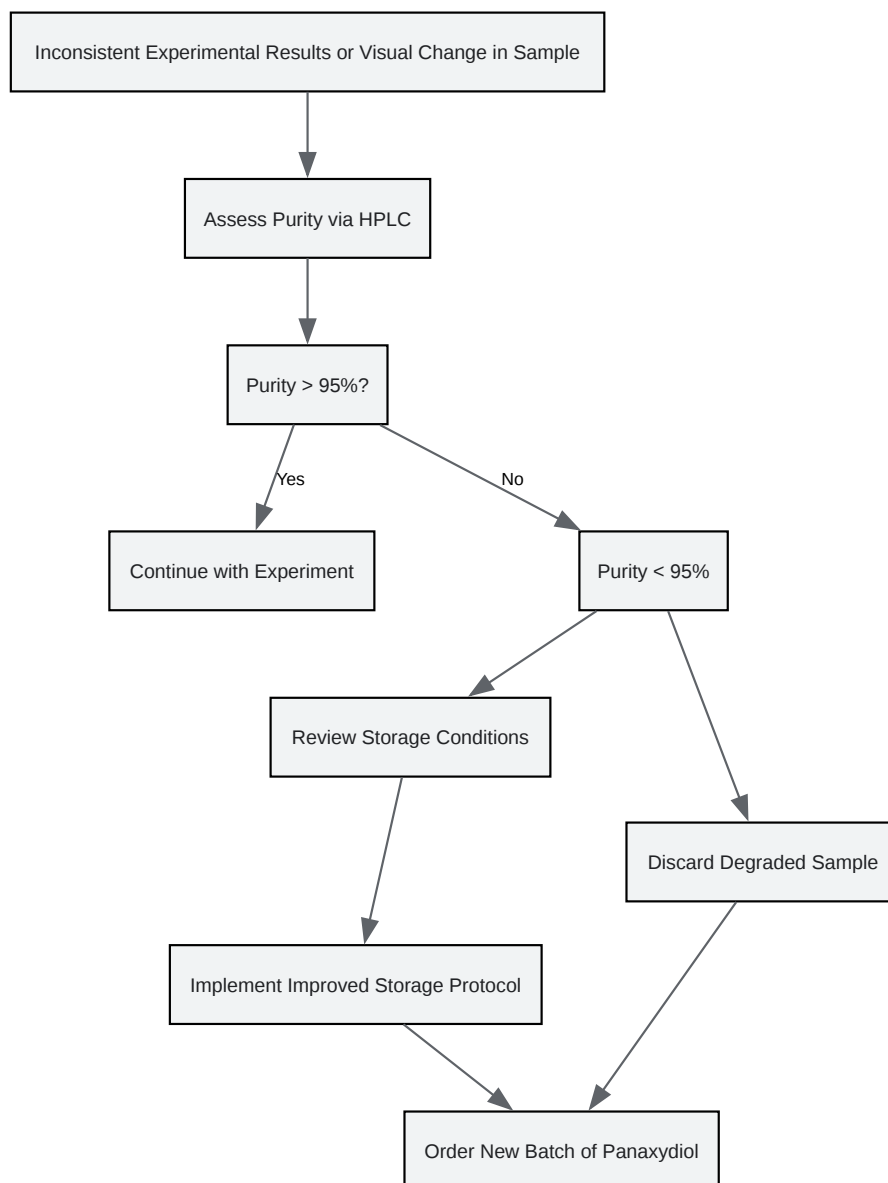 Inconsistent Experimental Results or Visual Change in Sample
Assess Purity via HPLC
Purity > 95%?
Yes
No
Continue with Experiment
Purity < 95%
Review Storage Conditions
Discard Degraded Sample
Implement Improved Storage Protocol
Order New Batch of Panaxydiol